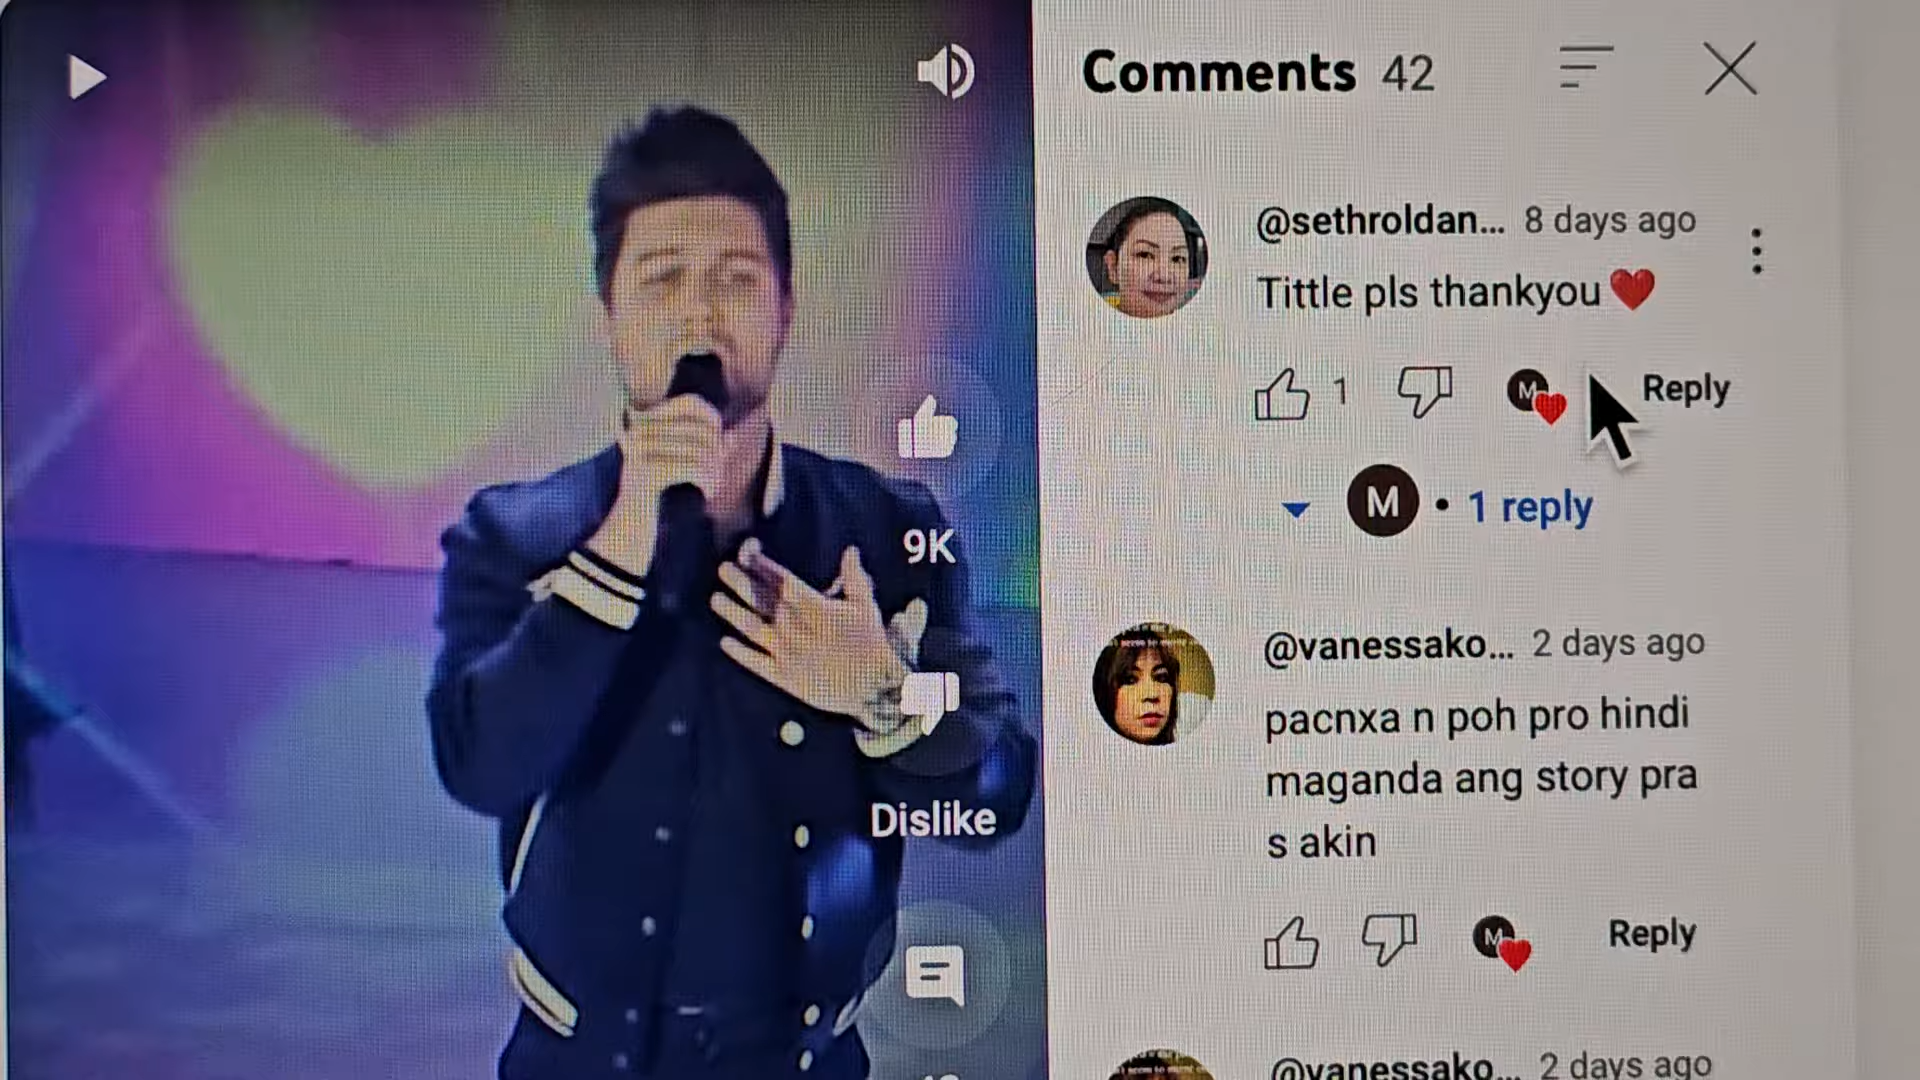 Comments 42
@sethroldan... 8 days ago
Tittle pls thankyou❤️
1
M
Reply
M • 1 reply
9K
@vanessako... 2 days ago
pacnxa n poh pro hindi
maganda ang story pra
s akin
Dislike
M
Reply
@vanessako... 2 days ago